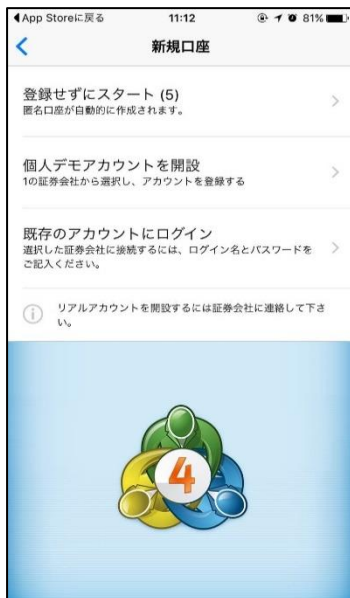 App Storeに戻る 11:12 81%
新規口座
登録せずにスタート (5)
匿名口座が自動的に作成されます。
個人デモアカウントを開設
1の証券会社から選択し、アカウントを登録する
既存のアカウントにログイン
選択した証券会社に接続するには、ログイン名とパスワードを
ご記入ください。
リアルアカウントを開設するには証券会社に連絡して下さ
い。
4